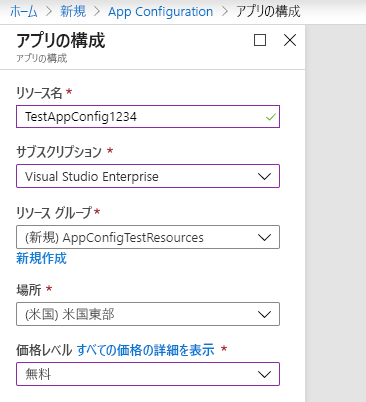 ホーム > 新規 > App Configuration > アプリの構成
アプリの構成
アプリの構成
リソース名 *
TestAppConfig1234
サブスクリプション *
Visual Studio Enterprise
リソース グループ *
(新規) AppConfigTestResources
新規作成
場所 *
(米国) 米国東部
価格レベル すべての価格の詳細を表示 *
無料